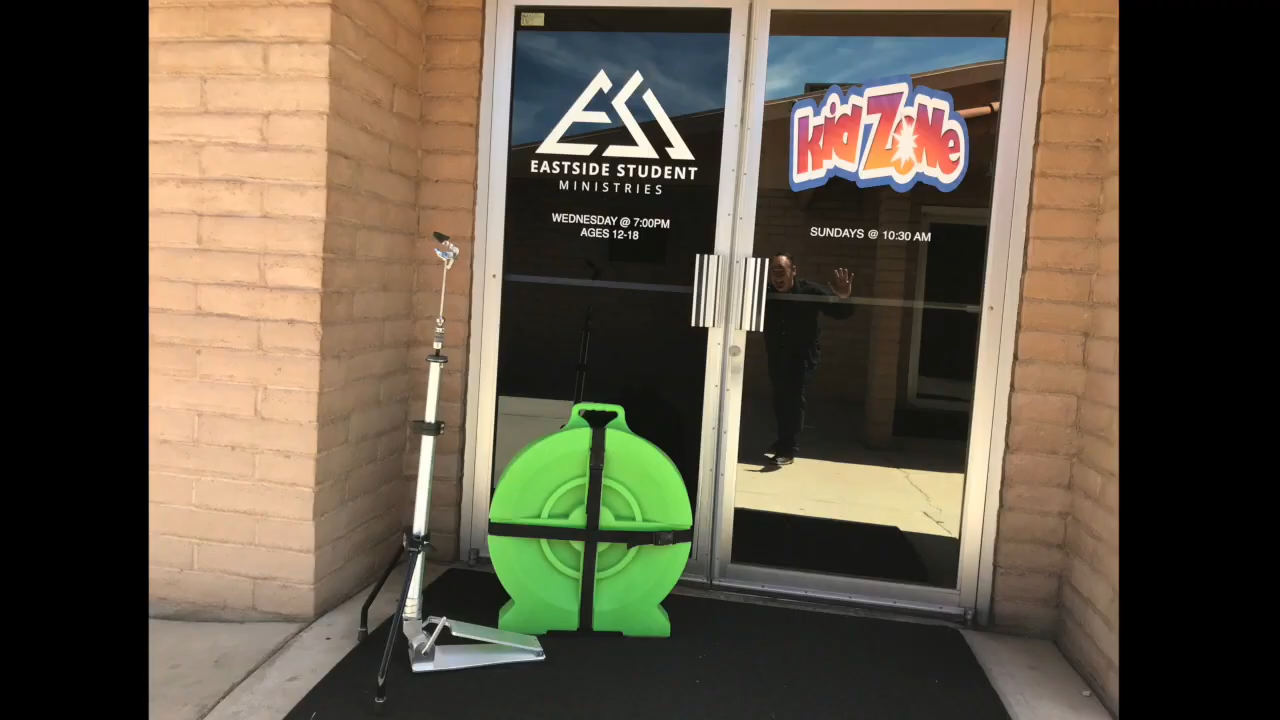 ESM
EASTSIDE STUDENT
MINISTRIES
WEDNESDAY @ 7:00PM
AGES 12-18
kid ZoNe
SUNDAYS @ 10:30 AM